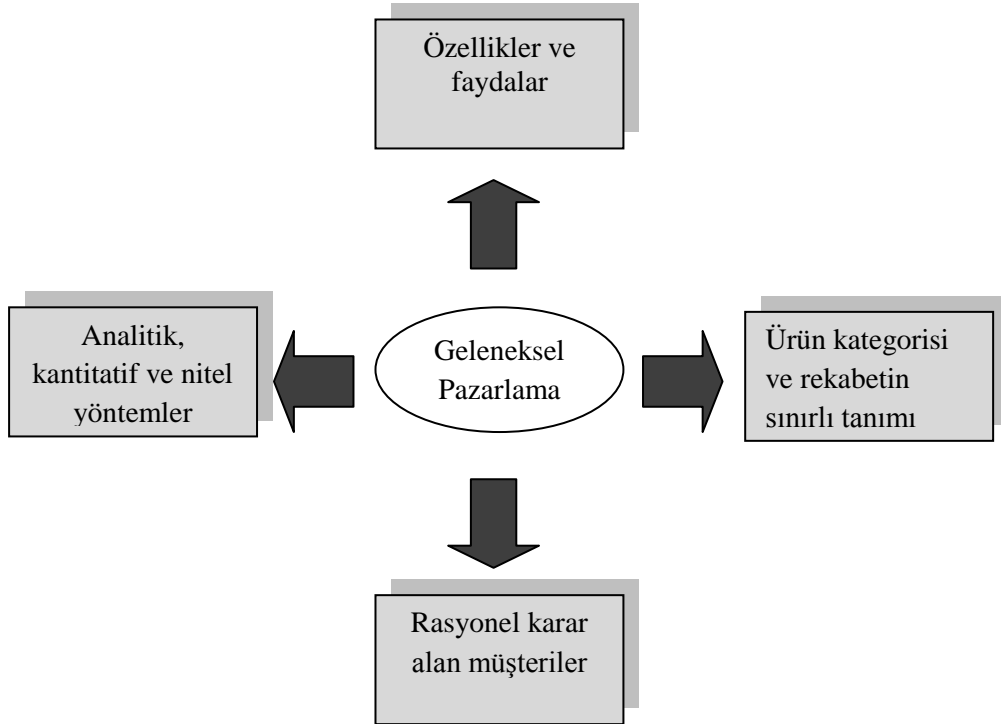 Özellikler ve
faydalar
Analitik,
kantitatif ve nitel
yöntemler
Geleneksel
Pazarlama
Ürün kategorisi
ve rekabetin
sınırlı tanımı
Rasyonel karar
alan müşteriler